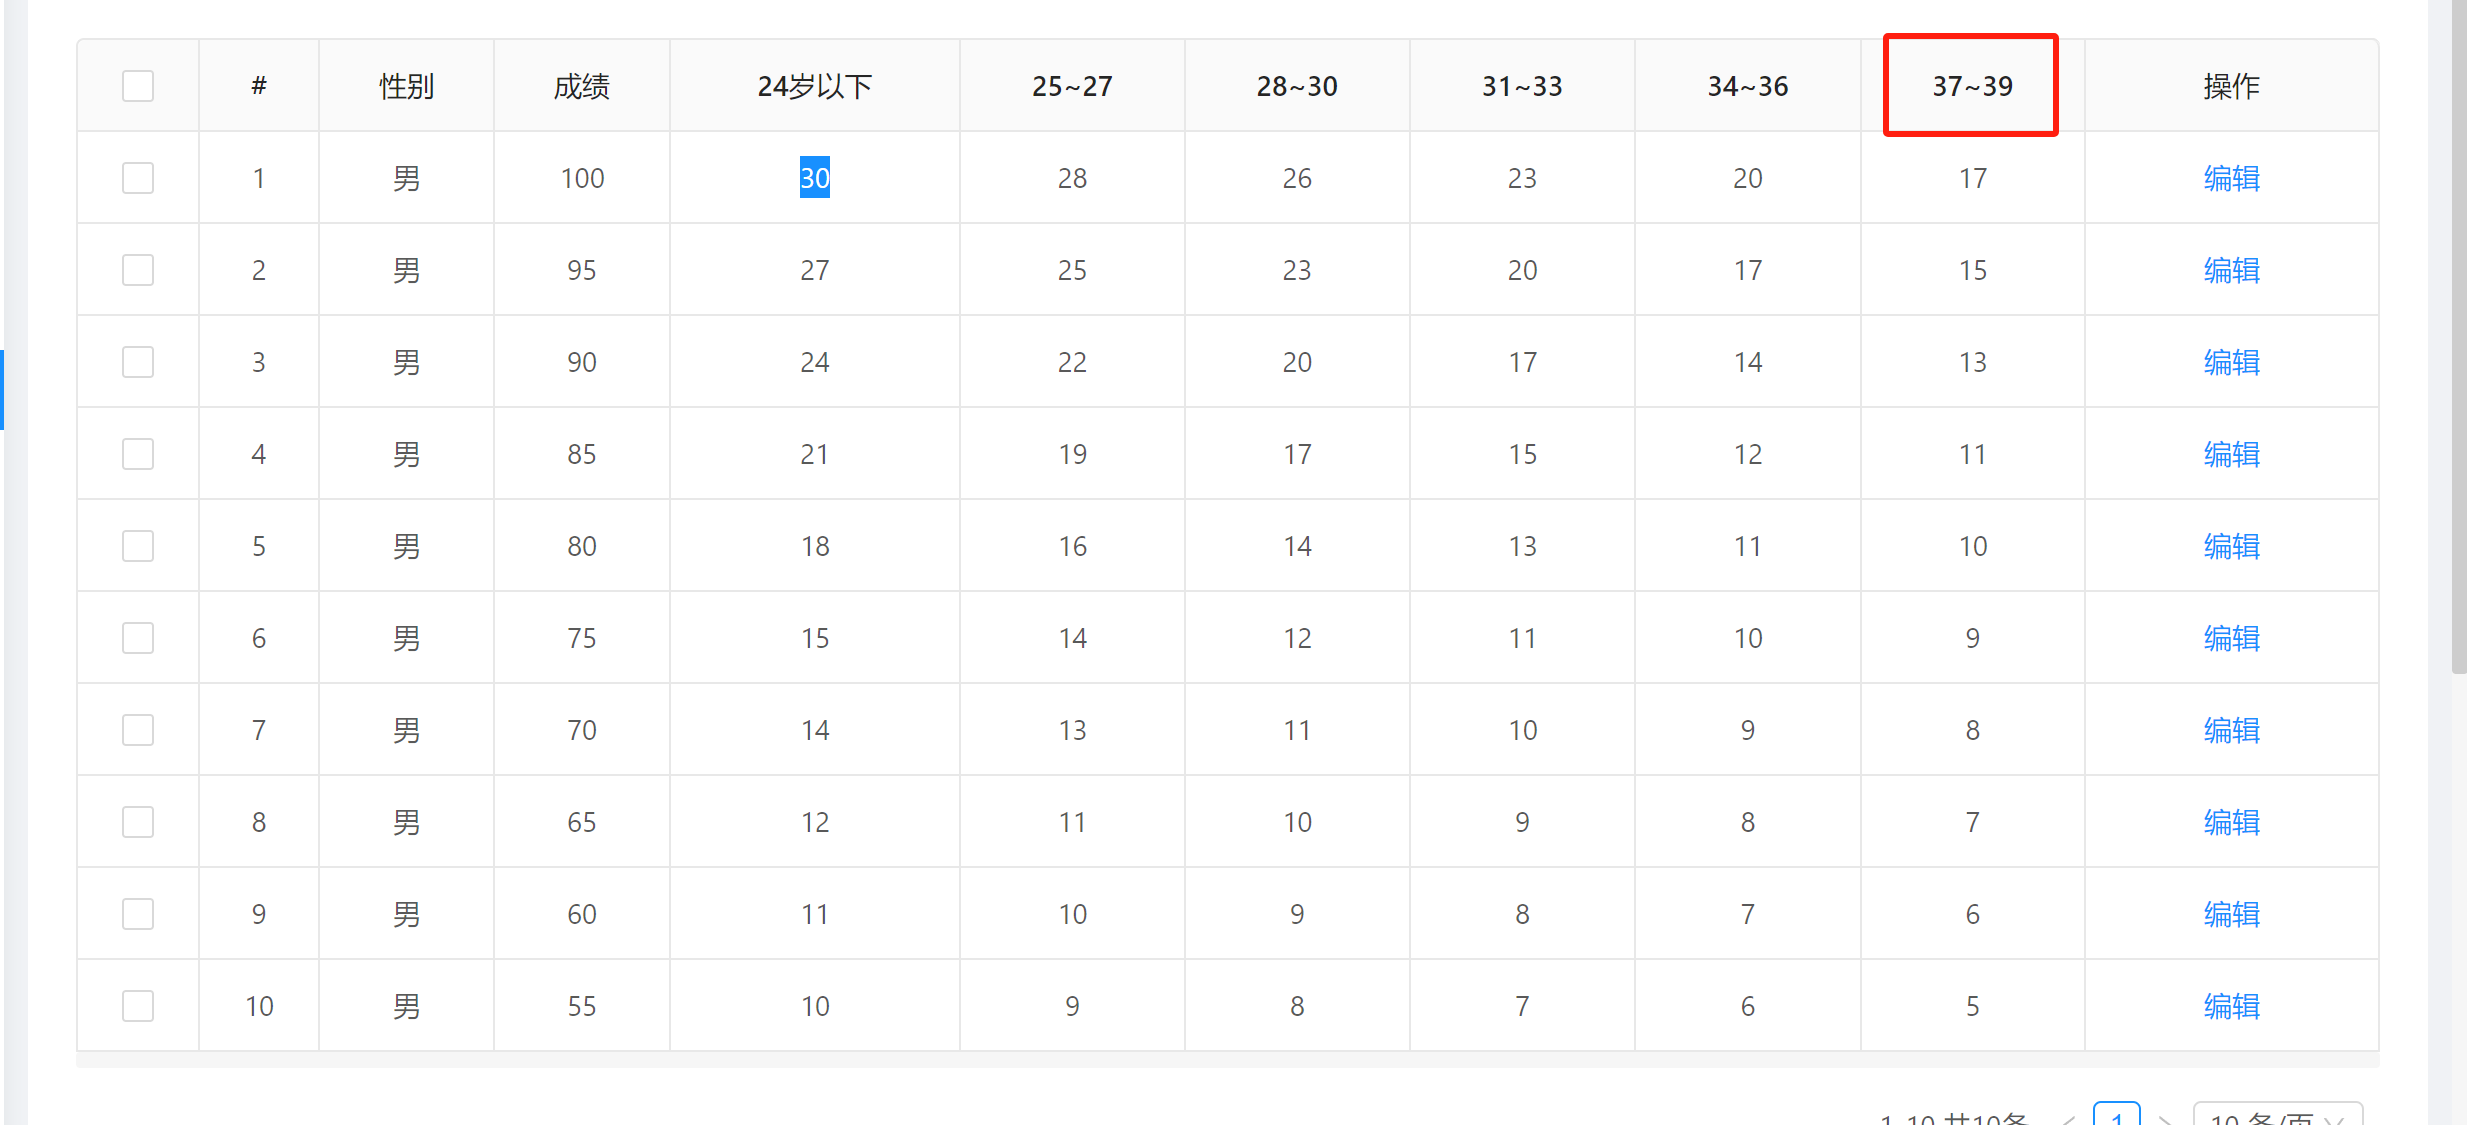 # 性别 成绩 24岁以下 25~27 28~30 31~33 34~36 37~39 操作
1 男 100 30 28 26 23 20 17 编辑
2 男 95 27 25 23 20 17 15 编辑
3 男 90 24 22 20 17 14 13 编辑
4 男 85 21 19 17 15 12 11 编辑
5 男 80 18 16 14 13 11 10 编辑
6 男 75 15 14 12 11 10 9 编辑
7 男 70 14 13 11 10 9 8 编辑
8 男 65 12 11 10 9 8 7 编辑
9 男 60 11 10 9 8 7 6 编辑
10 男 55 10 9 8 7 6 5 编辑
1-10 共10条 1 10 条/页